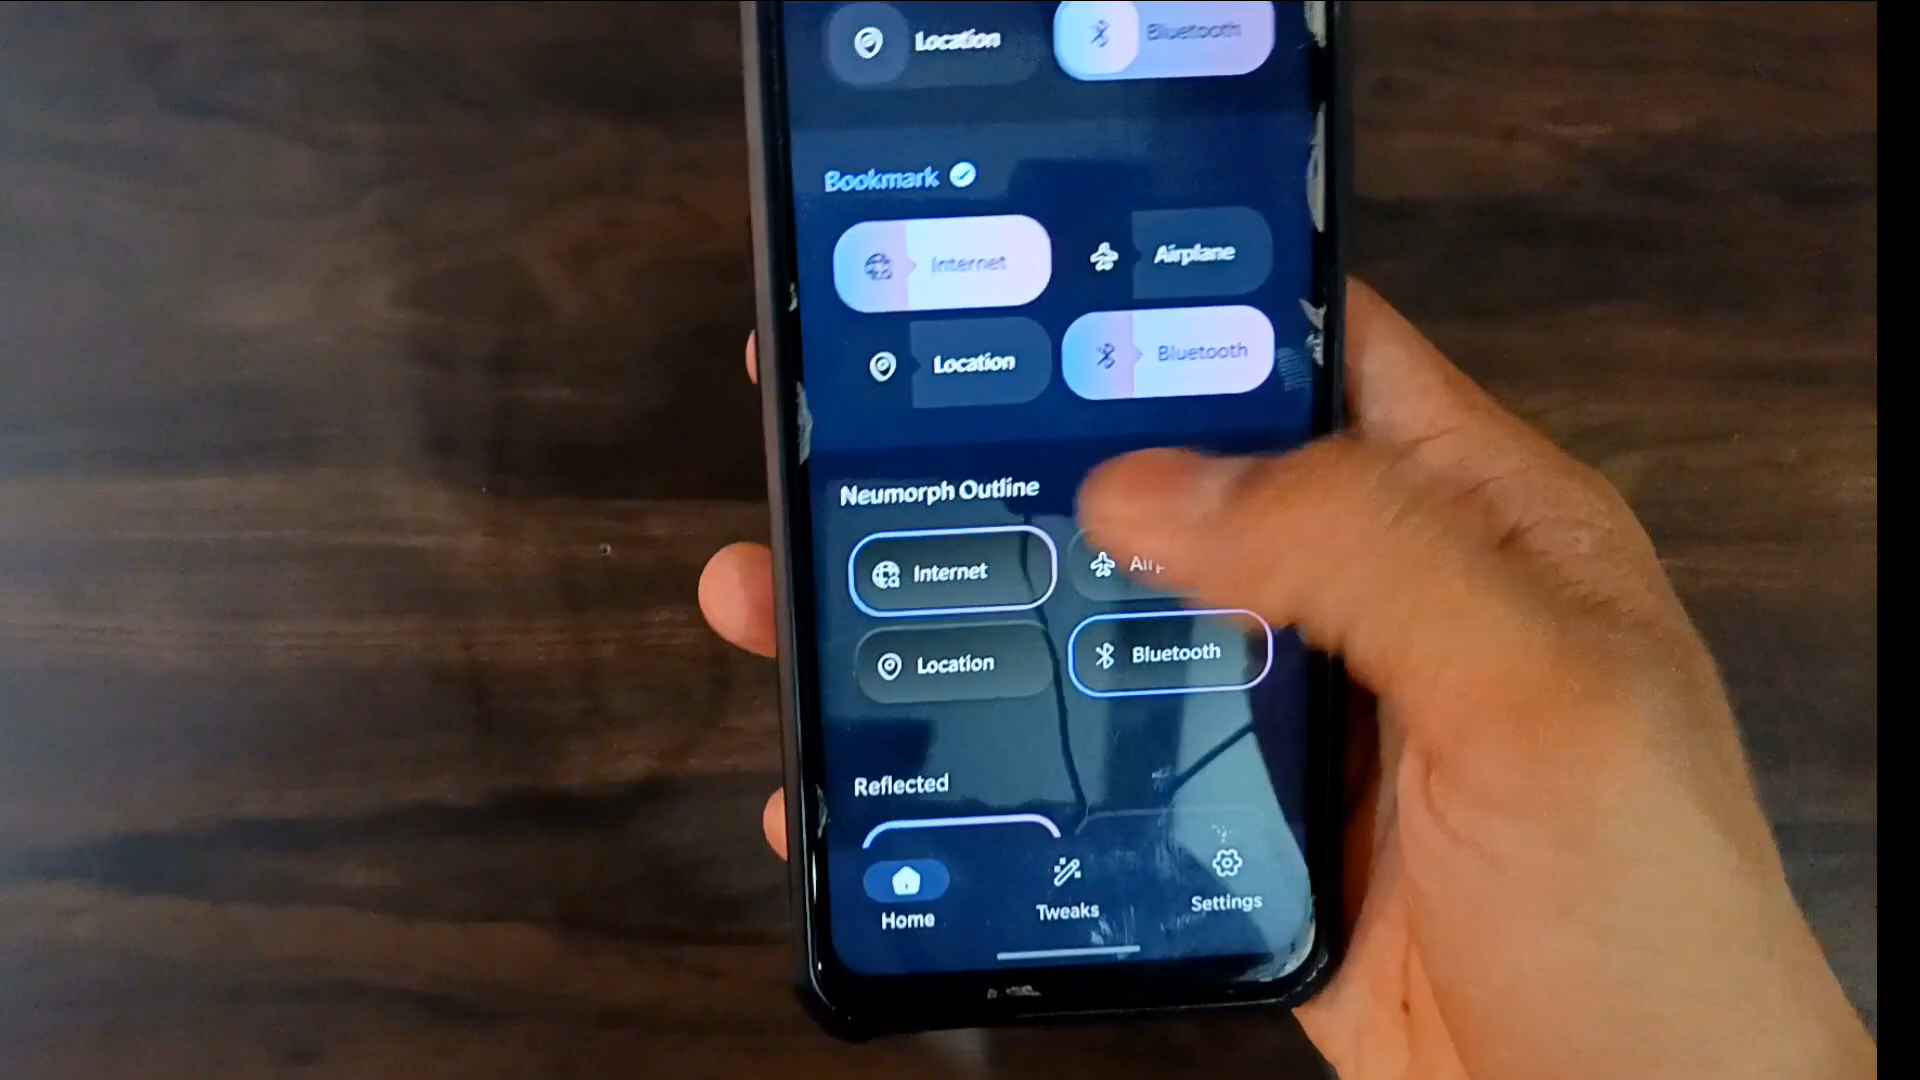 Location Bluetooth
Bookmark
Internet Airplane
Location Bluetooth
Neumorph Outline
Internet
Location Bluetooth
Reflected
Home Tweaks Settings